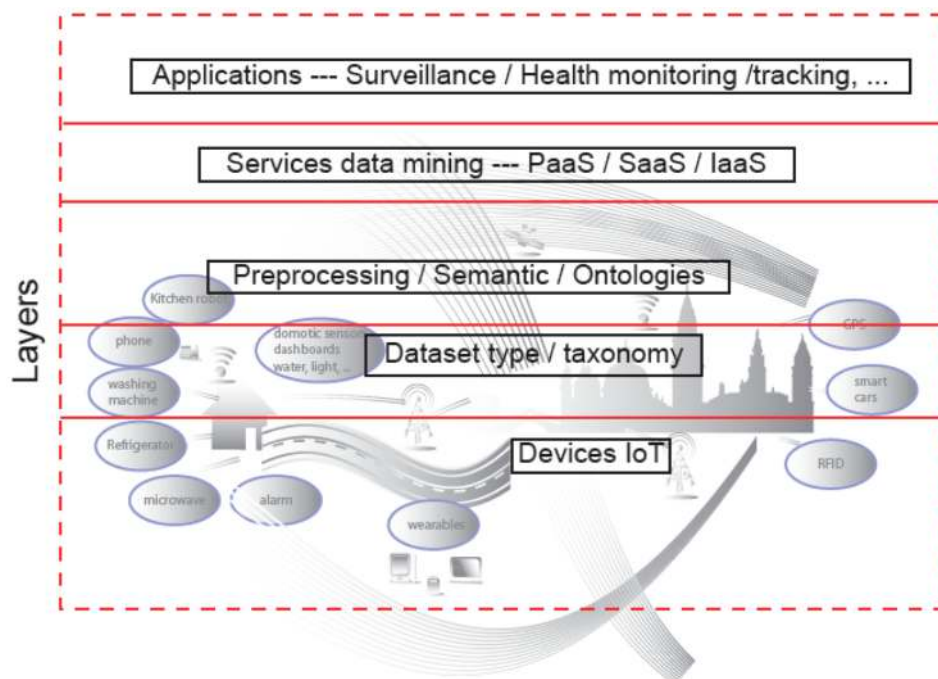 Applications --- Surveillance / Health monitoring /tracking, ...
Services data mining --- PaaS / SaaS / IaaS
Preprocessing / Semantic / Ontologies
Layers
Kitchen robot
phone
domotic sensors
dashboards
water, light, ...
Dataset type / taxonomy
GPS
washing
machine
smart
cars
Refrigerator
Devices IoT
RFID
microwave
alarm
wearables